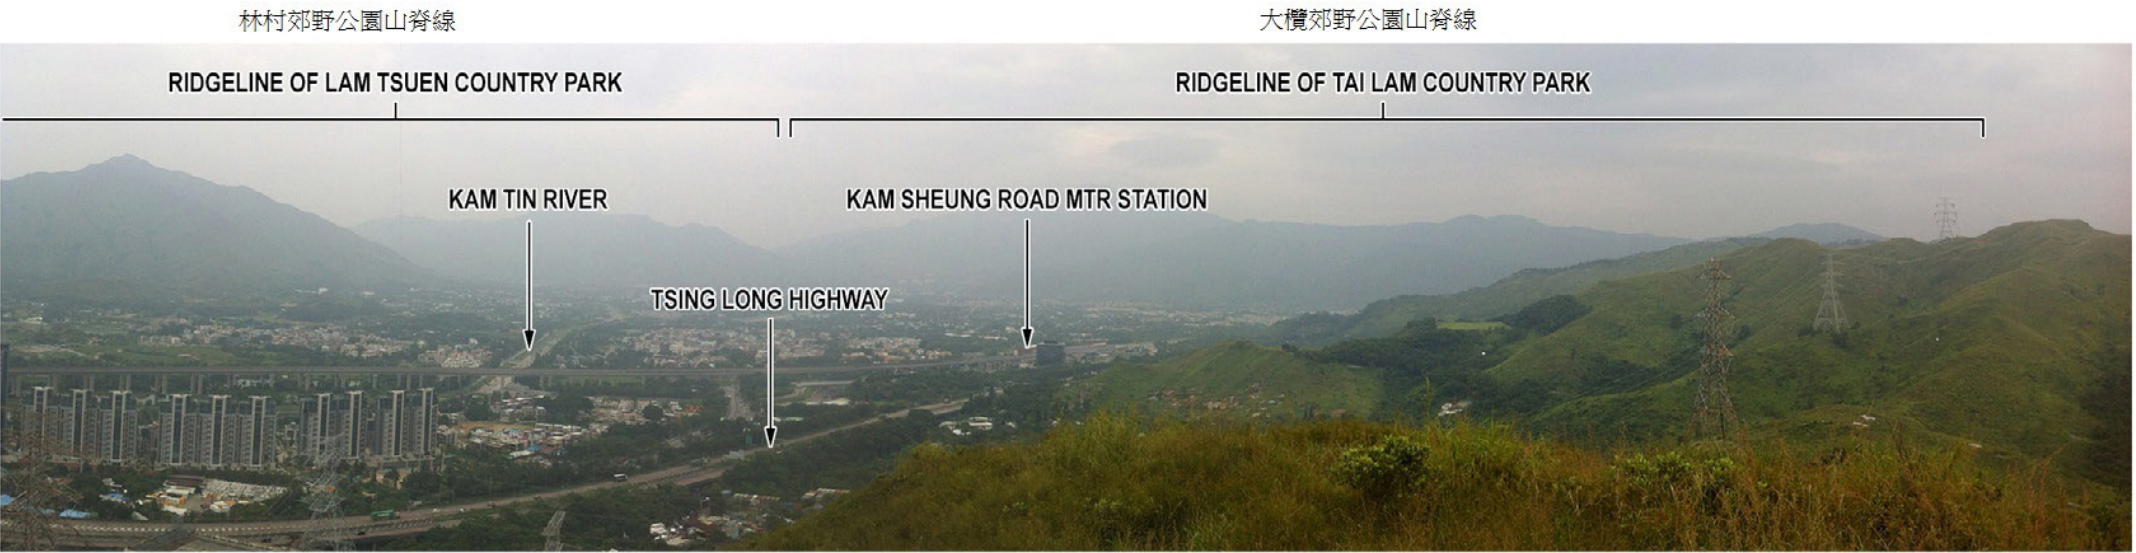 林村郊野公園山脊線
大欖郊野公園山脊線
RIDGELINE OF LAM TSUEN COUNTRY PARK
RIDGELINE OF TAI LAM COUNTRY PARK
KAM TIN RIVER
KAM SHEUNG ROAD MTR STATION
TSING LONG HIGHWAY